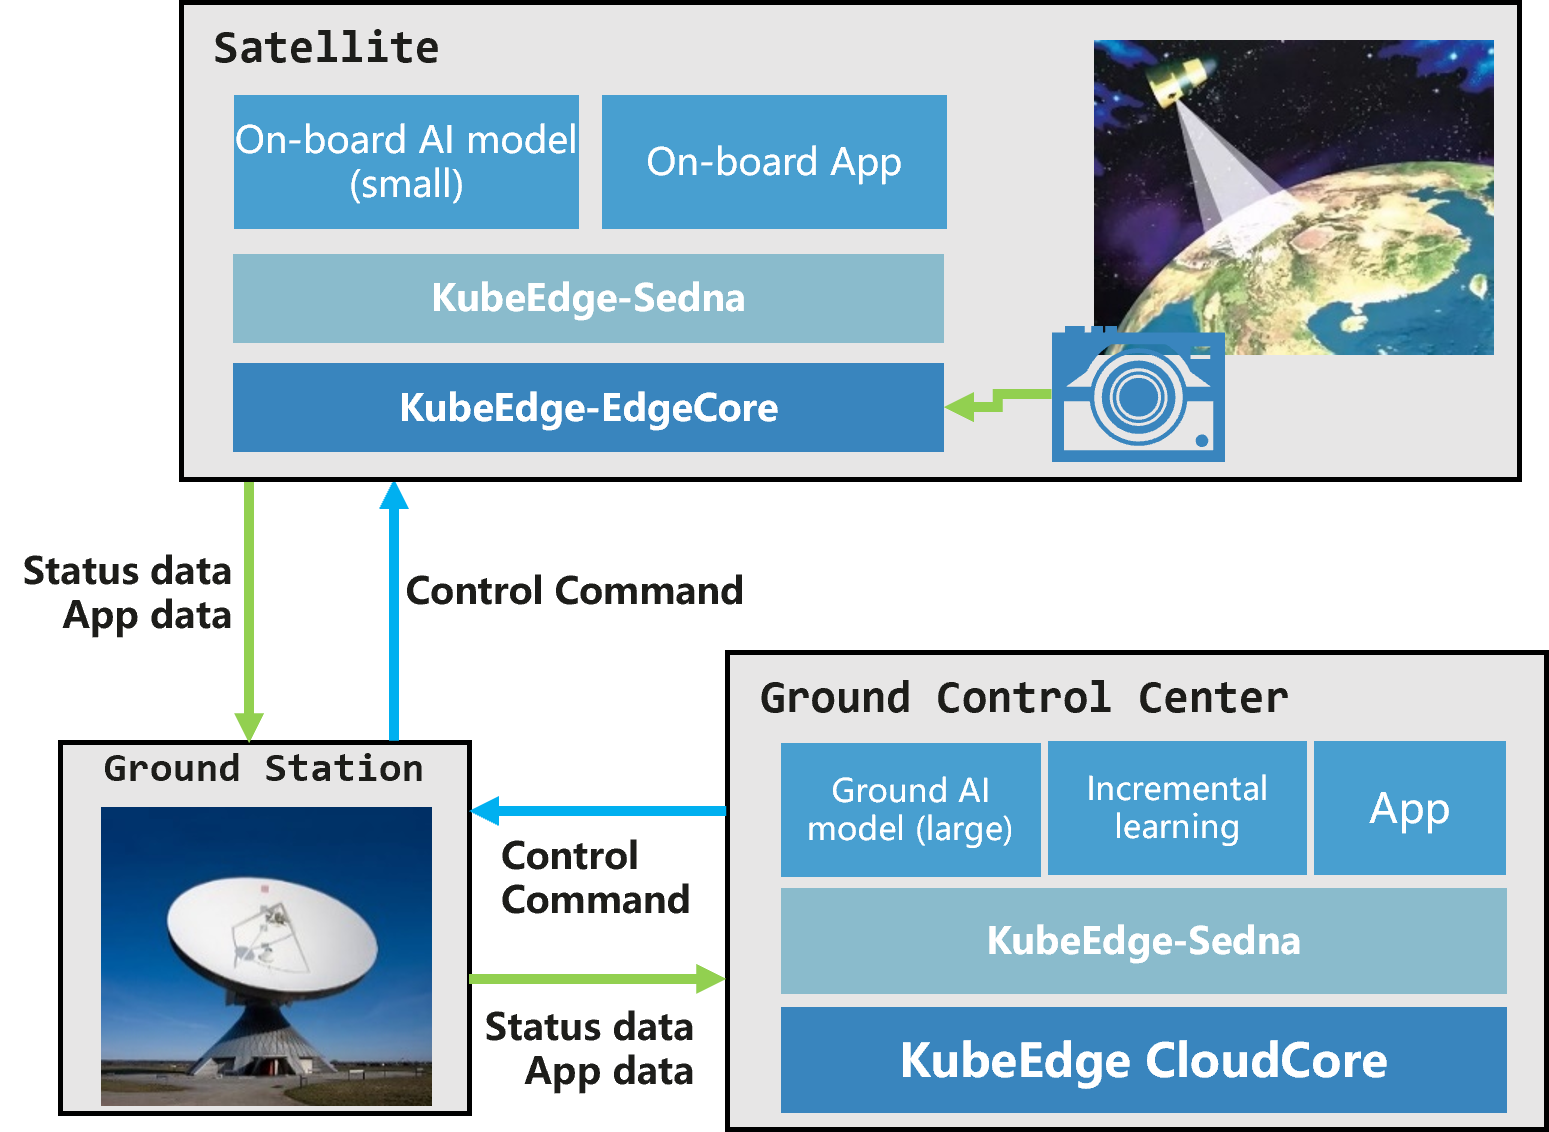 Satellite
On-board AI model
(small)
On-board App
KubeEdge-Sedna
KubeEdge-EdgeCore
Status data
App data
Control Command
Ground Station
Control
Command
Status data
App data
Ground Control Center
Ground AI
model (large)
Incremental
learning
App
KubeEdge-Sedna
KubeEdge CloudCore